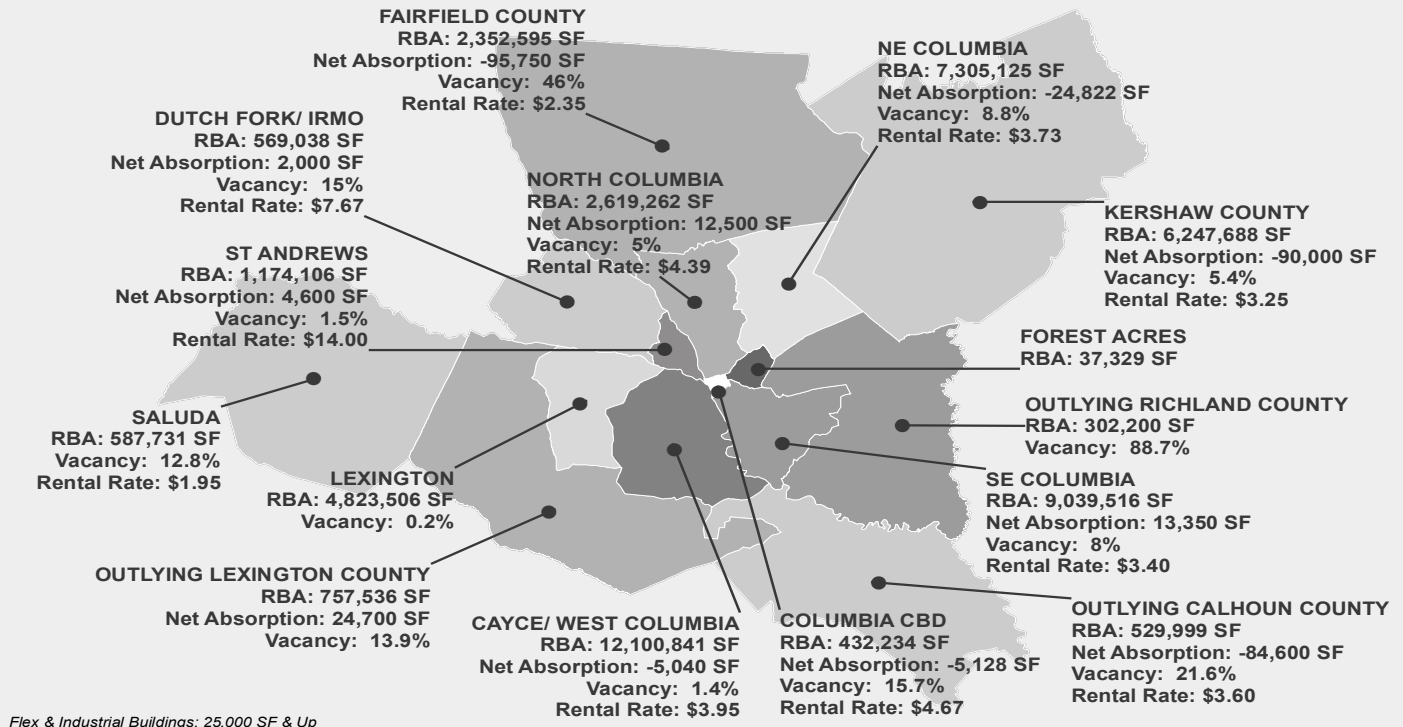 FAIRFIELD COUNTY
RBA: 2,352,595 SF
Net Absorption: -95,750 SF
Vacancy: 46%
Rental Rate: $2.35
NE COLUMBIA
RBA: 7,305,125 SF
Net Absorption: -24,822 SF
Vacancy: 8.8%
Rental Rate: $3.73
DUTCH FORK/ IRMO
RBA: 569,038 SF
Net Absorption: 2,000 SF
Vacancy: 15%
Rental Rate: $7.67
NORTH COLUMBIA
RBA: 2,619,262 SF
Net Absorption: 12,500 SF
Vacancy: 5%
Rental Rate: $4.39
KERSHAW COUNTY
RBA: 6,247,688 SF
Net Absorption: -90,000 SF
Vacancy: 5.4%
Rental Rate: $3.25
ST ANDREWS
RBA: 1,174,106 SF
Net Absorption: 4,600 SF
Vacancy: 1.5%
Rental Rate: $14.00
FOREST ACRES
RBA: 37,329 SF
SALUDA
RBA: 587,731 SF
Vacancy: 12.8%
Rental Rate: $1.95
OUTLYING RICHLAND COUNTY
RBA: 302,200 SF
Vacancy: 88.7%
LEXINGTON
RBA: 4,823,506 SF
Vacancy: 0.2%
SE COLUMBIA
RBA: 9,039,516 SF
Net Absorption: 13,350 SF
Vacancy: 8%
Rental Rate: $3.40
OUTLYING LEXINGTON COUNTY
RBA: 757,536 SF
Net Absorption: 24,700 SF
Vacancy: 13.9%
CAYCE/ WEST COLUMBIA
RBA: 12,100,841 SF
Net Absorption: -5,040 SF
Vacancy: 1.4%
Rental Rate: $3.95
COLUMBIA CBD
RBA: 432,234 SF
Net Absorption: -5,128 SF
Vacancy: 15.7%
Rental Rate: $4.67
OUTLYING CALHOUN COUNTY
RBA: 529,999 SF
Net Absorption: -84,600 SF
Vacancy: 21.6%
Rental Rate: $3.60
Flex & Industrial Buildings: 25,000 SF & Up